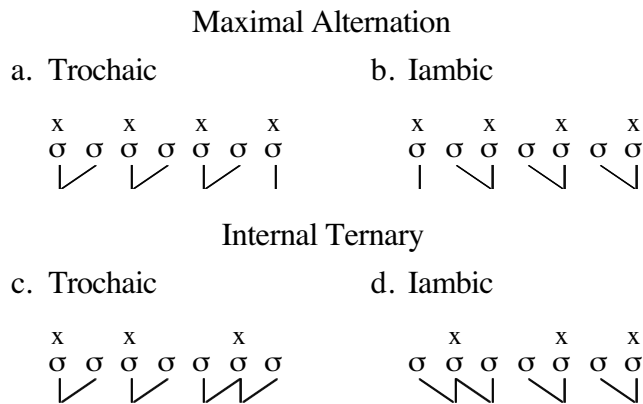 Maximal Alternation
a. Trochaic b. Iambic
x x x x x x x x
σ σ σ σ σ σ σ σ σ σ σ σ σ σ
Internal Ternary
c. Trochaic d. Iambic
x x x x x x
σ σ σ σ σ σ σ σ σ σ σ σ σ σ